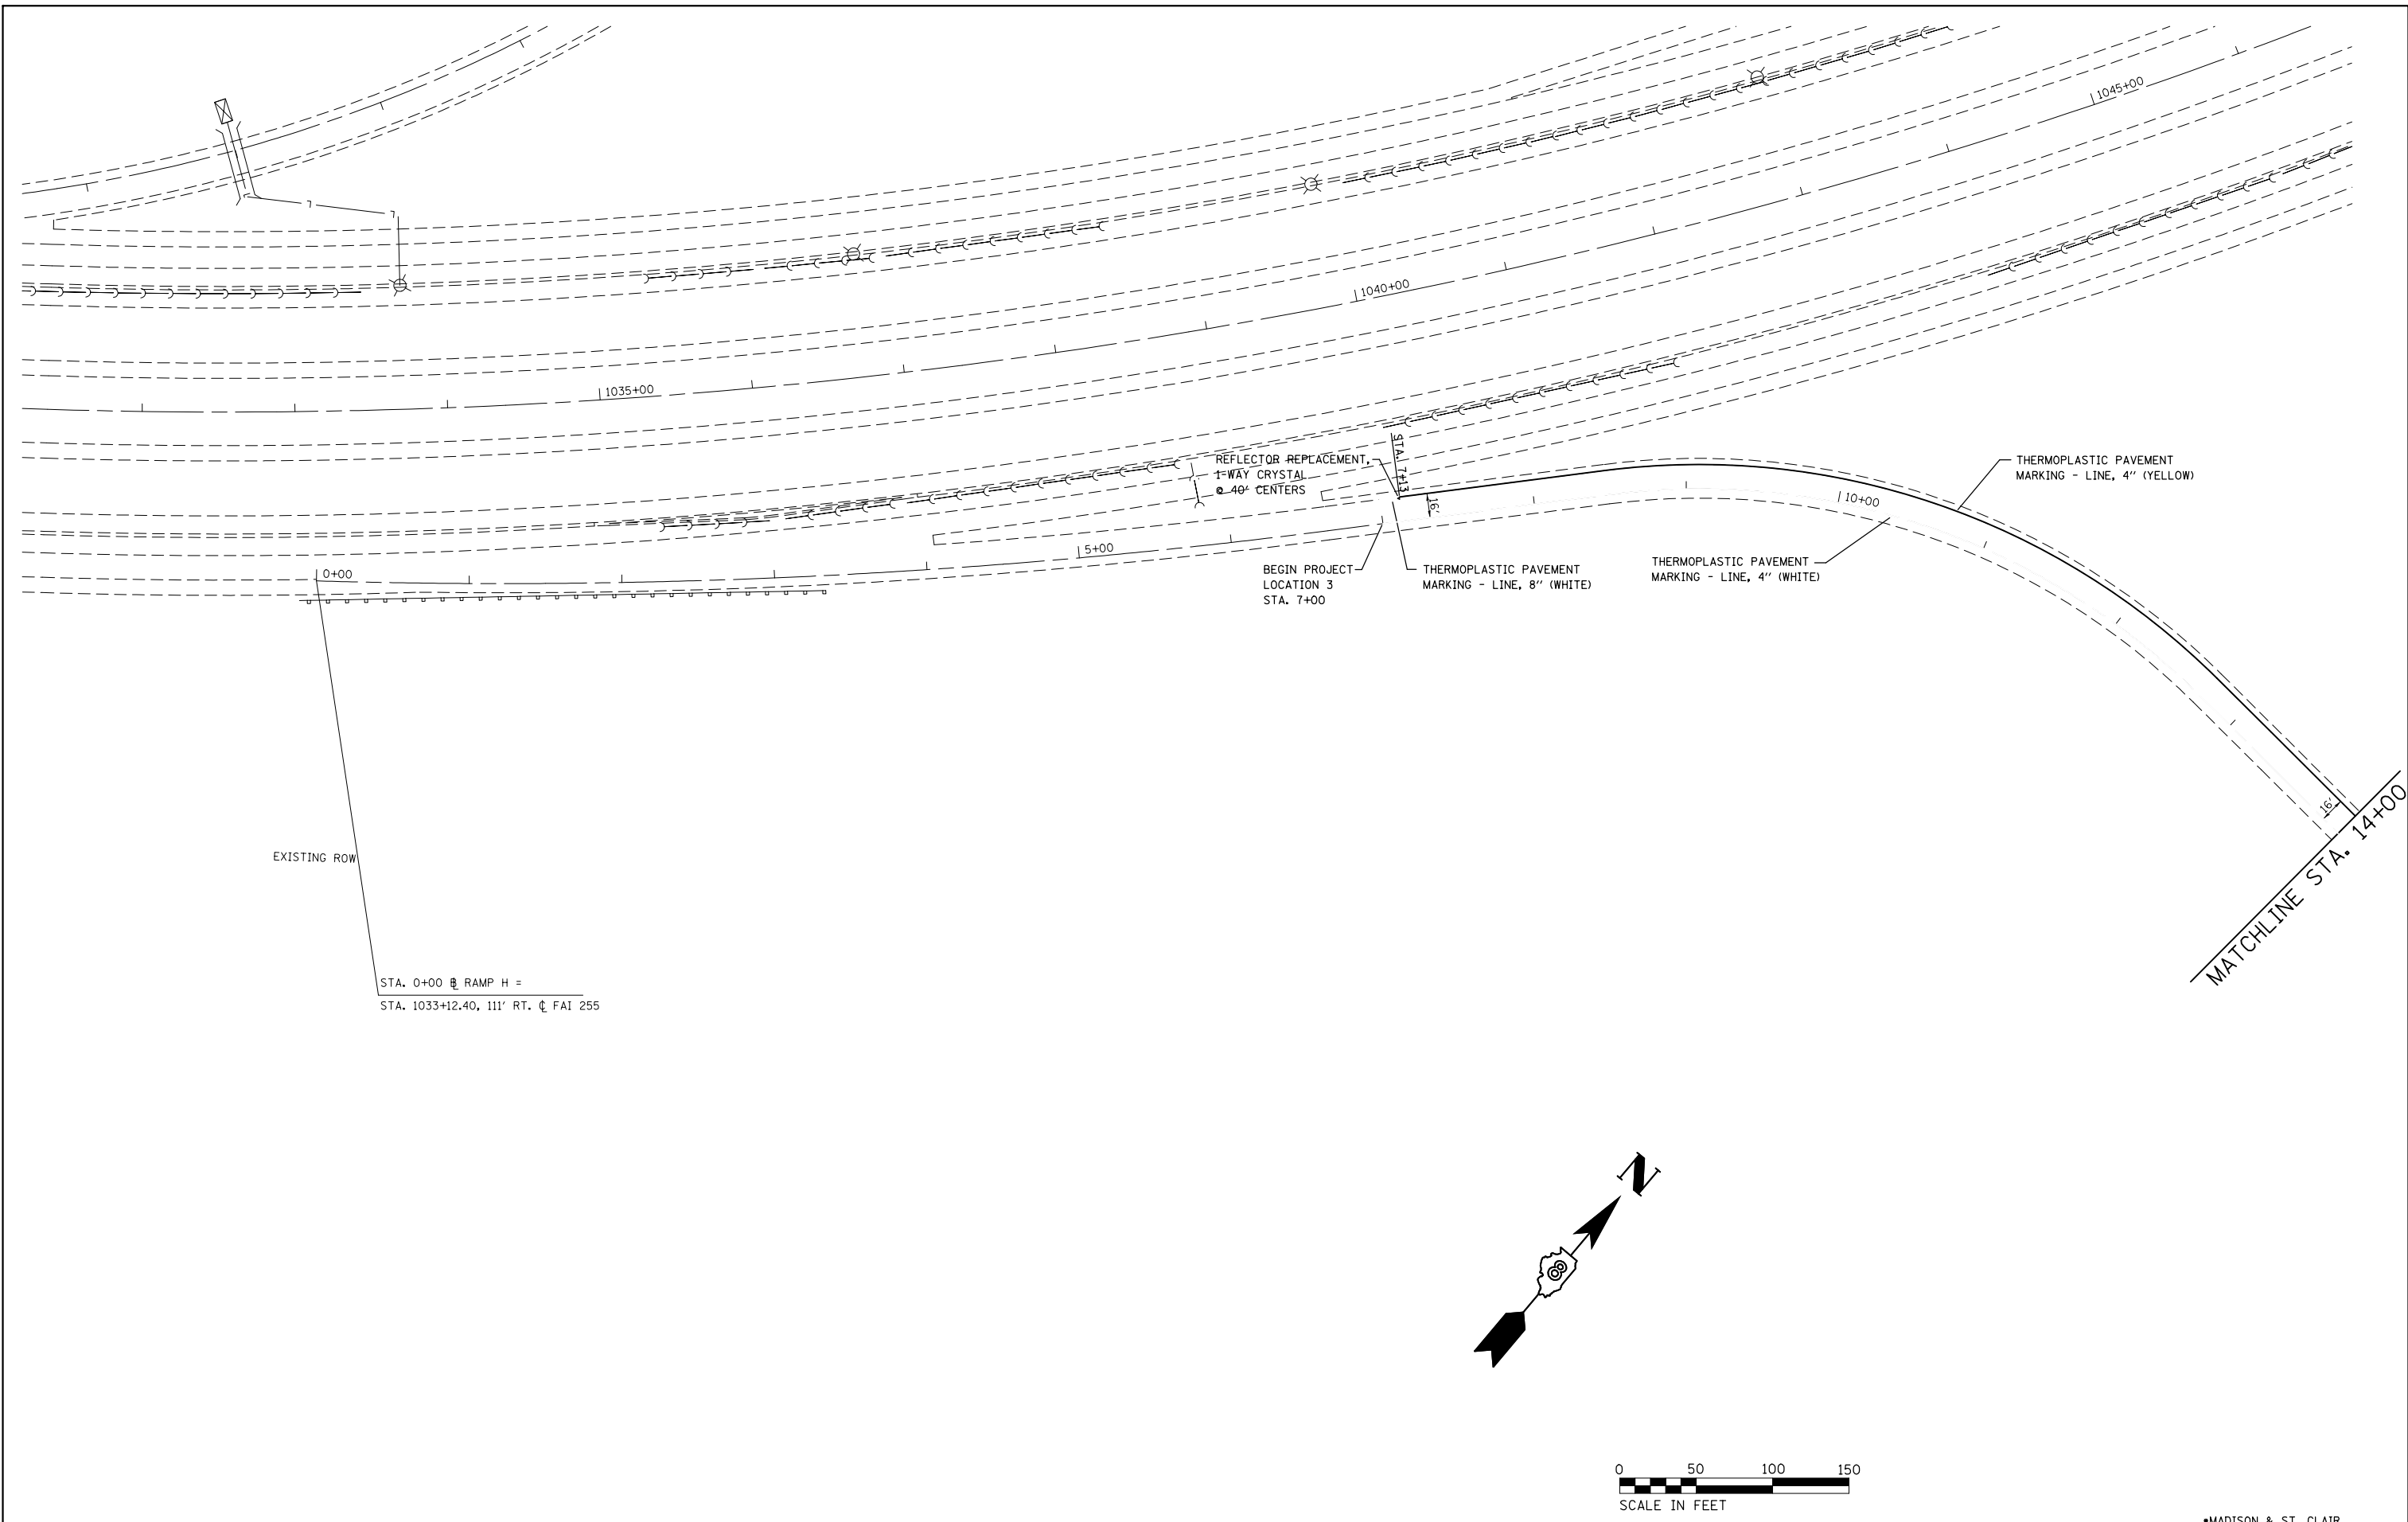 1045+00
1040+00
1035+00
STA. 7+13
REFLECTOR REPLACEMENT,
1-WAY CRYSTAL
@ 40' CENTERS
16'
THERMOPLASTIC PAVEMENT
MARKING - LINE, 4" (YELLOW)
10+00
5+00
0+00
BEGIN PROJECT
LOCATION 3
STA. 7+00
THERMOPLASTIC PAVEMENT
MARKING - LINE, 8" (WHITE)
THERMOPLASTIC PAVEMENT
MARKING - LINE, 4" (WHITE)
16'
MATCHLINE STA. 14+00
EXISTING ROW
STA. 0+00 ⅊ RAMP H =
STA. 1033+12.40, 111' RT. ℄ FAI 255
N
8
0 50 100 150
SCALE IN FEET
*MADISON & ST. CLAIR